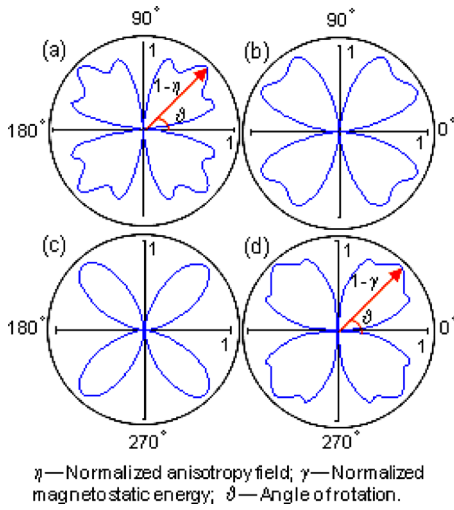 90°
(a)
1
1-η
ϑ
180°
1
(b)
1
0°
1
(c)
1
180°
1
(d)
1
1-γ
ϑ
0°
1
270°
270°
η—Normalized anisotropy field; γ—Normalized
magnetostatic energy; ϑ—Angle of rotation.